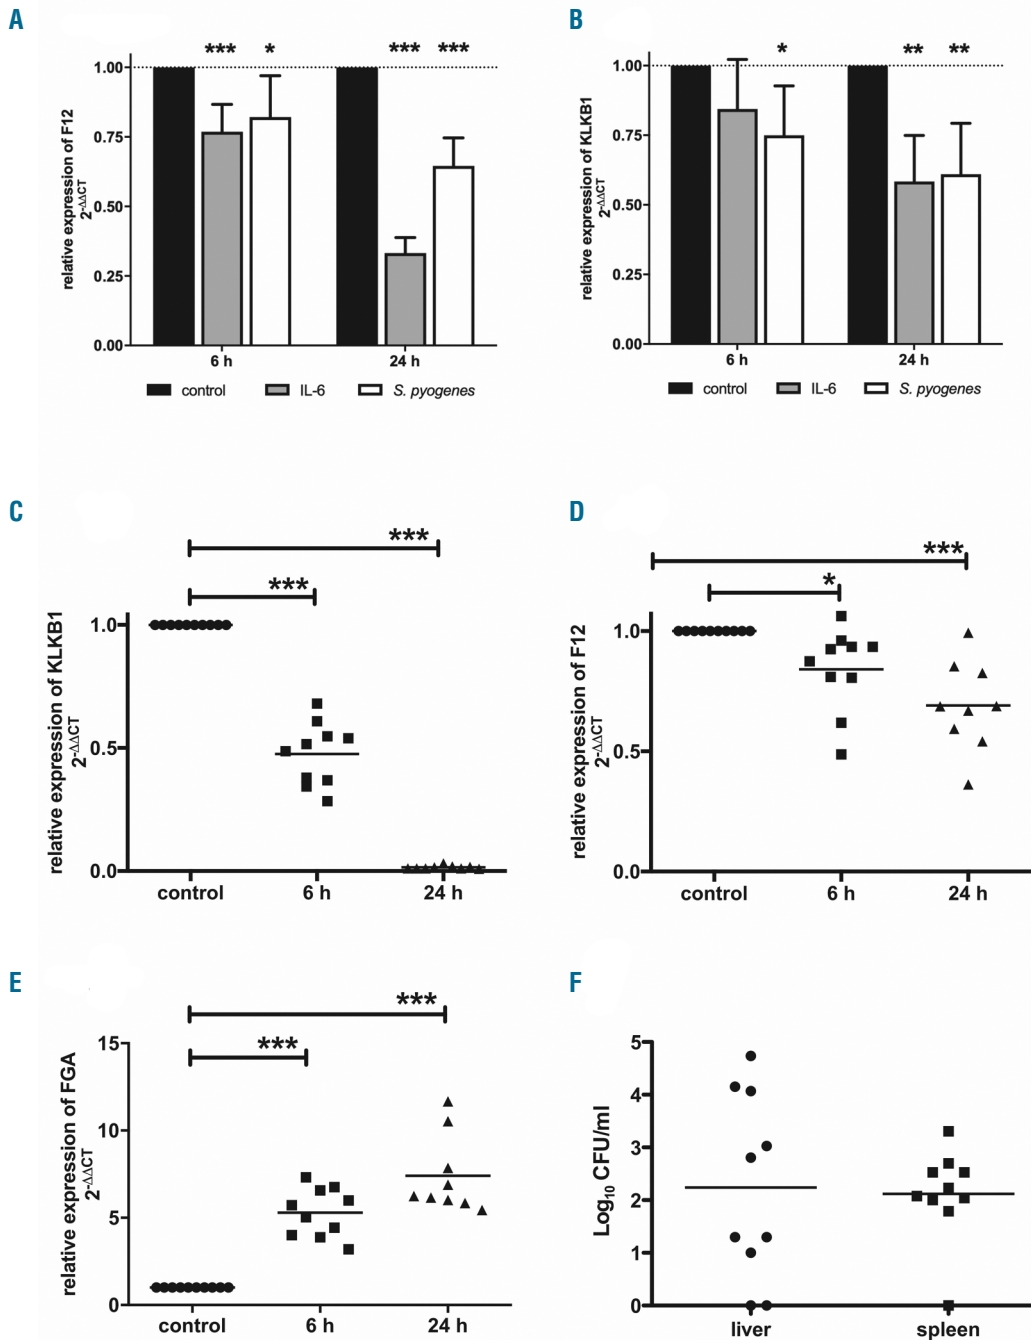 A
*** * *** ***
relative expression of F12
2-ΔΔCT
1.00
0.75
0.50
0.25
0.00
6 h 24 h
control IL-6 S. pyogenes
B
* ** **
relative expression of KLKB1
2-ΔΔCT
1.00
0.75
0.50
0.25
0.00
6 h 24 h
control IL-6 S. pyogenes
C
***
***
relative expression of KLKB1
2-ΔΔCT
1.0
0.5
0.0
control 6 h 24 h
D
***
*
relative expression of F12
2-ΔΔCT
1.0
0.5
0.0
control 6 h 24 h
E
***
***
relative expression of FGA
2-ΔΔCT
15
10
5
0
control 6 h 24 h
F
Log10 CFU/ml
5
4
3
2
1
0
liver spleen